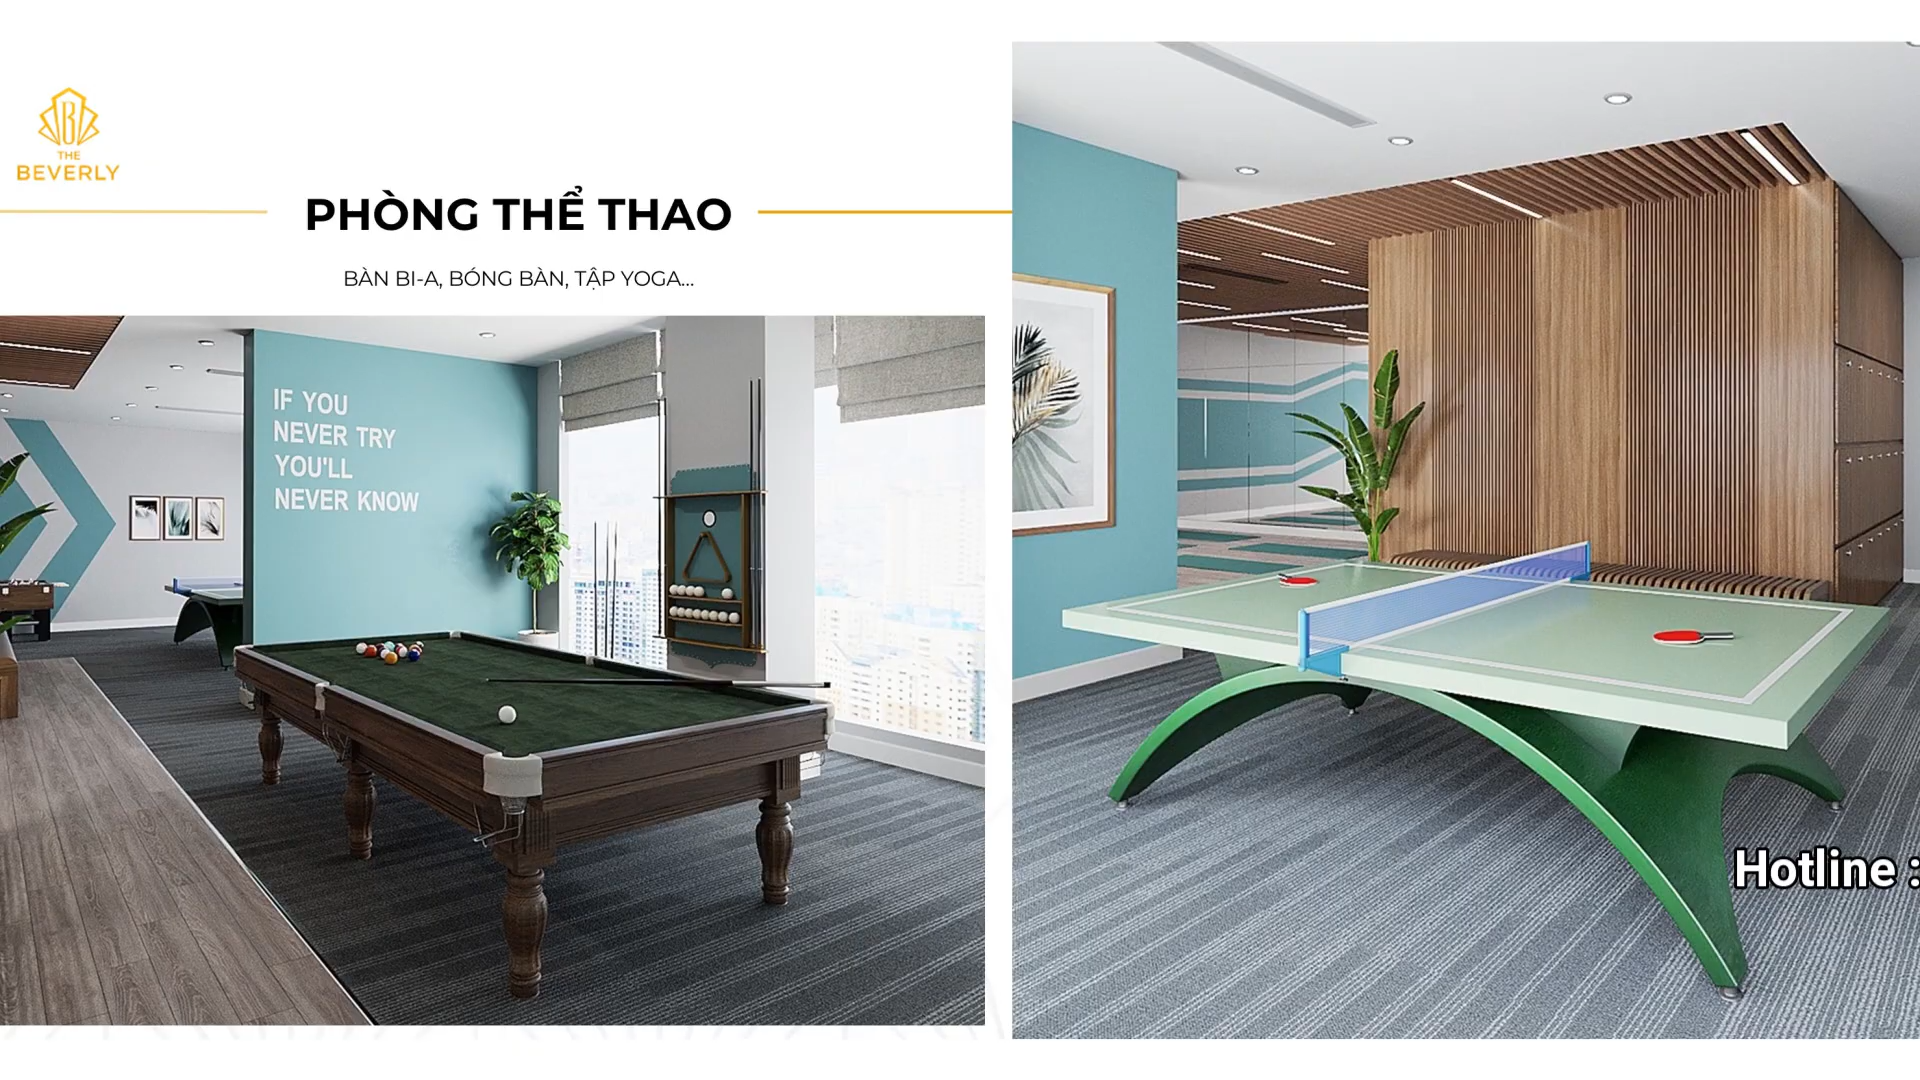 THE
BEVERLY
PHÒNG THỂ THAO
BÀN BI-A, BÓNG BÀN, TẬP YOGA...
IF YOU
NEVER TRY
YOU'LL
NEVER KNOW
Hotline :